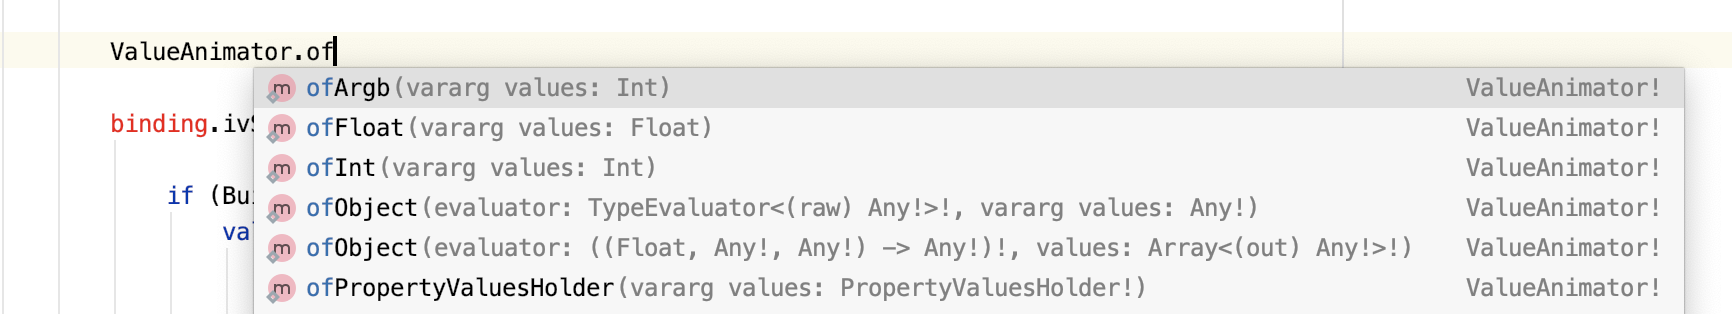 ValueAnimator.of
m ofArgb(vararg values: Int) ValueAnimator!
binding.iv
m ofFloat(vararg values: Float) ValueAnimator!
m ofInt(vararg values: Int) ValueAnimator!
if (Bu
m ofObject(evaluator: TypeEvaluator<(raw) Any!>!, vararg values: Any!) ValueAnimator!
va
m ofObject(evaluator: ((Float, Any!, Any!) -> Any!)!, values: Array<(out) Any!>!) ValueAnimator!
m ofPropertyValuesHolder(vararg values: PropertyValuesHolder!) ValueAnimator!